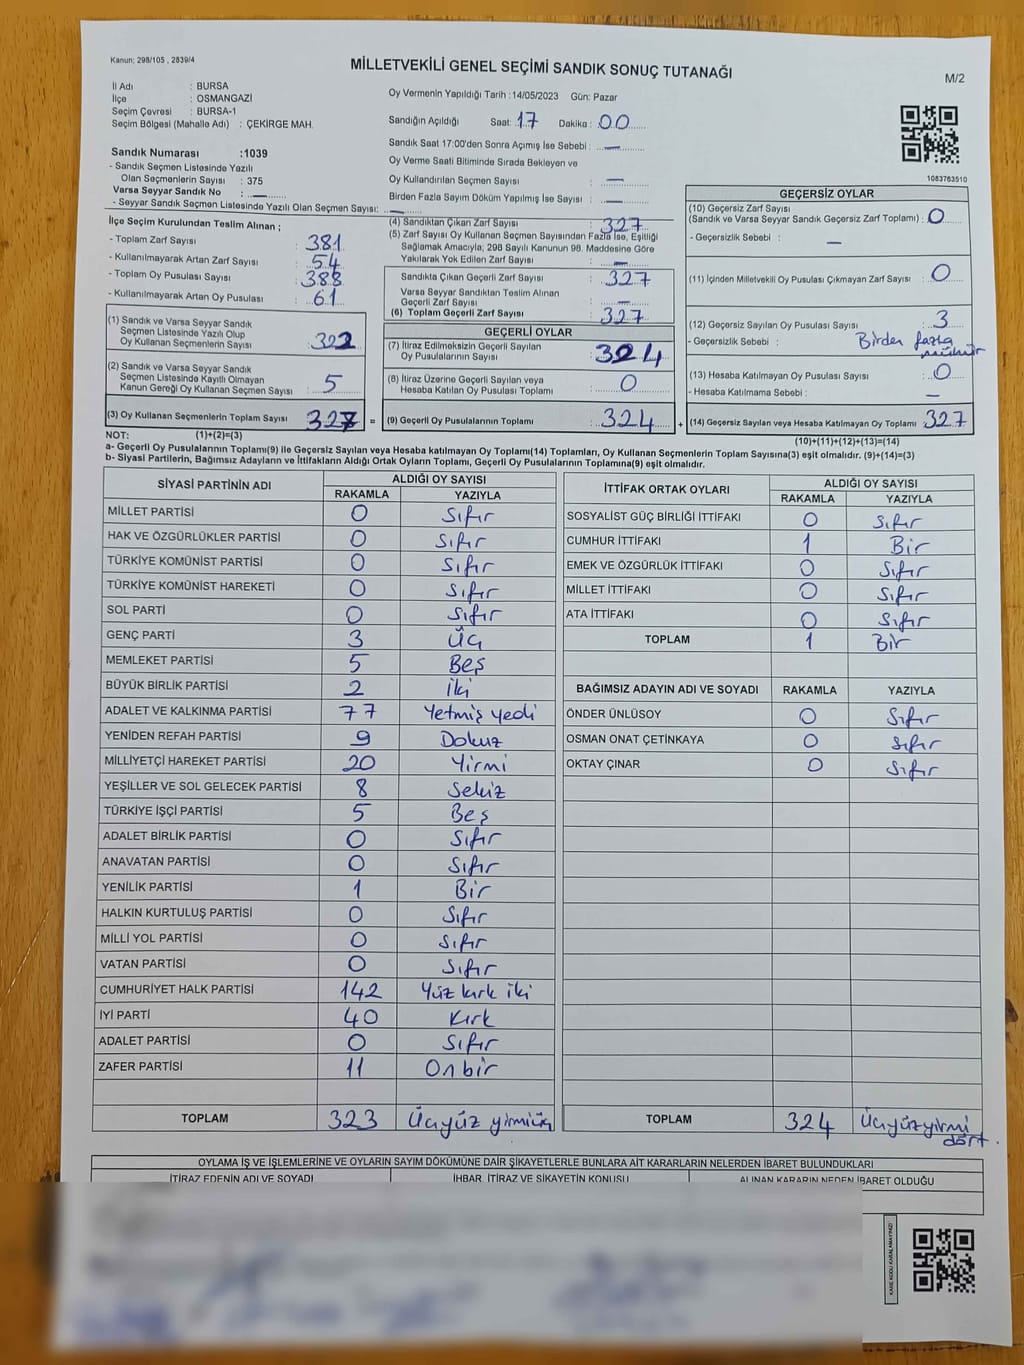 Kanun: 298/105 , 2839/4
MİLLETVEKİLİ GENEL SEÇİMİ SANDIK SONUÇ TUTANAĞI
M/2
İl Adı : BURSA
İlçe : OSMANGAZİ
Seçim Çevresi : BURSA-1
Seçim Bölgesi (Mahalle Adı) : ÇEKİRGE MAH.
Sandık Numarası :1039
- Sandık Seçmen Listesinde Yazılı
Olan Seçmenlerin Sayısı : 375
Varsa Seyyar Sandık No : —
- Seyyar Sandık Seçmen Listesinde Yazılı Olan Seçmen Sayısı: —
Oy Vermenin Yapıldığı Tarih :14/05/2023 Gün: Pazar
Sandığın Açıldığı Saat: 17 Dakika: 00
Sandık Saat 17:00'den Sonra Açımış İse Sebebi : —
Oy Verme Saati Bitiminde Sırada Bekleyen ve
Oy Kullandırılan Seçmen Sayısı : —
Birden Fazla Sayım Döküm Yapılmış İse Sayısı : —
1083763510
İlçe Seçim Kurulundan Teslim Alınan ;
- Toplam Zarf Sayısı : 381
- Kullanılmayarak Artan Zarf Sayısı : 54
- Toplam Oy Pusulası Sayısı : 388
- Kullanılmayarak Artan Oy Pusulası : 61
(1) Sandık ve Varsa Seyyar Sandık
Seçmen Listesinde Yazılı Olup
Oy Kullanan Seçmenlerin Sayısı : 322
(2) Sandık ve Varsa Seyyar Sandık
Seçmen Listesinde Kayıtlı Olmayan
Kanun Gereği Oy Kullanan Seçmen Sayısı : 5
(3) Oy Kullanan Seçmenlerin Toplam Sayısı : 327 =
(4) Sandıktan Çıkan Zarf Sayısı : 327
(5) Zarf Sayısı Oy Kullanan Seçmen Sayısından Fazla İse, Eşitliği
Sağlamak Amacıyla; 298 Sayılı Kanunun 98. Maddesine Göre
Yakılarak Yok Edilen Zarf Sayısı : —
Sandıkta Çıkan Geçerli Zarf Sayısı : 327
Varsa Seyyar Sandıktan Teslim Alınan
Geçerli Zarf Sayısı : —
(6) Toplam Geçerli Zarf Sayısı : 327
GEÇERLİ OYLAR
(7) İtiraz Edilmeksizin Geçerli Sayılan
Oy Pusulalarının Sayısı : 324
(8) İtiraz Üzerine Geçerli Sayılan veya
Hesaba Katılan Oy Pusulası Toplamı : 0
(9) Geçerli Oy Pusulalarının Toplamı : 324 +
GEÇERSİZ OYLAR
(10) Geçersiz Zarf Sayısı
(Sandık ve Varsa Seyyar Sandık Geçersiz Zarf Toplamı) : 0
- Geçersizlik Sebebi : —
(11) İçinden Milletvekili Oy Pusulası Çıkmayan Zarf Sayısı : 0
(12) Geçersiz Sayılan Oy Pusulası Sayısı : 3
- Geçersizlik Sebebi : Birden fazla
mühür
(13) Hesaba Katılmayan Oy Pusulası Sayısı : 0
- Hesaba Katılmama Sebebi : —
(14) Geçersiz Sayılan veya Hesaba Katılmayan Oy Toplamı 327
NOT: (1)+(2)=(3)
(10)+(11)+(12)+(13)=(14)
a- Geçerli Oy Pusulalarının Toplamı(9) ile Geçersiz Sayılan veya Hesaba katılmayan Oy Toplamı(14) Toplamları, Oy Kullanan Seçmenlerin Toplam Sayısına(3) eşit olmalıdır. (9)+(14)=(3)
b- Siyasi Partilerin, Bağımsız Adayların ve İttifakların Aldığı Ortak Oyların Toplamı, Geçerli Oy Pusulalarının Toplamına(9) eşit olmalıdır.
SİYASİ PARTİNİN ADI ALDIĞI OY SAYISI
RAKAMLA YAZIYLA
MİLLET PARTİSİ 0 Sıfır
HAK VE ÖZGÜRLÜKLER PARTİSİ 0 Sıfır
TÜRKİYE KOMÜNİST PARTİSİ 0 Sıfır
TÜRKİYE KOMÜNİST HAREKETİ 0 Sıfır
SOL PARTİ 0 Sıfır
GENÇ PARTİ 3 Üç
MEMLEKET PARTİSİ 5 Beş
BÜYÜK BİRLİK PARTİSİ 2 İki
ADALET VE KALKINMA PARTİSİ 77 Yetmiş yedi
YENİDEN REFAH PARTİSİ 9 Dokuz
MİLLİYETÇİ HAREKET PARTİSİ 20 Yirmi
YEŞİLLER VE SOL GELECEK PARTİSİ 8 Sekiz
TÜRKİYE İŞÇİ PARTİSİ 5 Beş
ADALET BİRLİK PARTİSİ 0 Sıfır
ANAVATAN PARTİSİ 0 Sıfır
YENİLİK PARTİSİ 1 Bir
HALKIN KURTULUŞ PARTİSİ 0 Sıfır
MİLLİ YOL PARTİSİ 0 Sıfır
VATAN PARTİSİ 0 Sıfır
CUMHURİYET HALK PARTİSİ 142 Yüz kırk iki
İYİ PARTİ 40 Kırk
ADALET PARTİSİ 0 Sıfır
ZAFER PARTİSİ 11 On bir
TOPLAM 323 Üçyüz yirmiüç
İTTİFAK ORTAK OYLARI ALDIĞI OY SAYISI
RAKAMLA YAZIYLA
SOSYALİST GÜÇ BİRLİĞİ İTTİFAKI 0 Sıfır
CUMHUR İTTİFAKI 1 Bir
EMEK VE ÖZGÜRLÜK İTTİFAKI 0 Sıfır
MİLLET İTTİFAKI 0 Sıfır
ATA İTTİFAKI 0 Sıfır
TOPLAM 1 Bir
BAĞIMSIZ ADAYIN ADI VE SOYADI RAKAMLA YAZIYLA
ÖNDER ÜNLÜSOY 0 Sıfır
OSMAN ONAT ÇETİNKAYA 0 Sıfır
OKTAY ÇINAR 0 Sıfır
TOPLAM 324 Üçyüzyirmi
dört
OYLAMA İŞ VE İŞLEMLERİNE VE OYLARIN SAYIM DÖKÜMÜNE DAİR ŞİKAYETLERLE BUNLARA AİT KARARLARIN NELERDEN İBARET BULUNDUKLARI
İTİRAZ EDENİN ADI VE SOYADI İHBAR, İTİRAZ VE ŞİKAYETİN KONUSU ALINAN KARARIN NEDEN İBARET OLDUĞU
KARE KODU KARALAMAYINIZ!